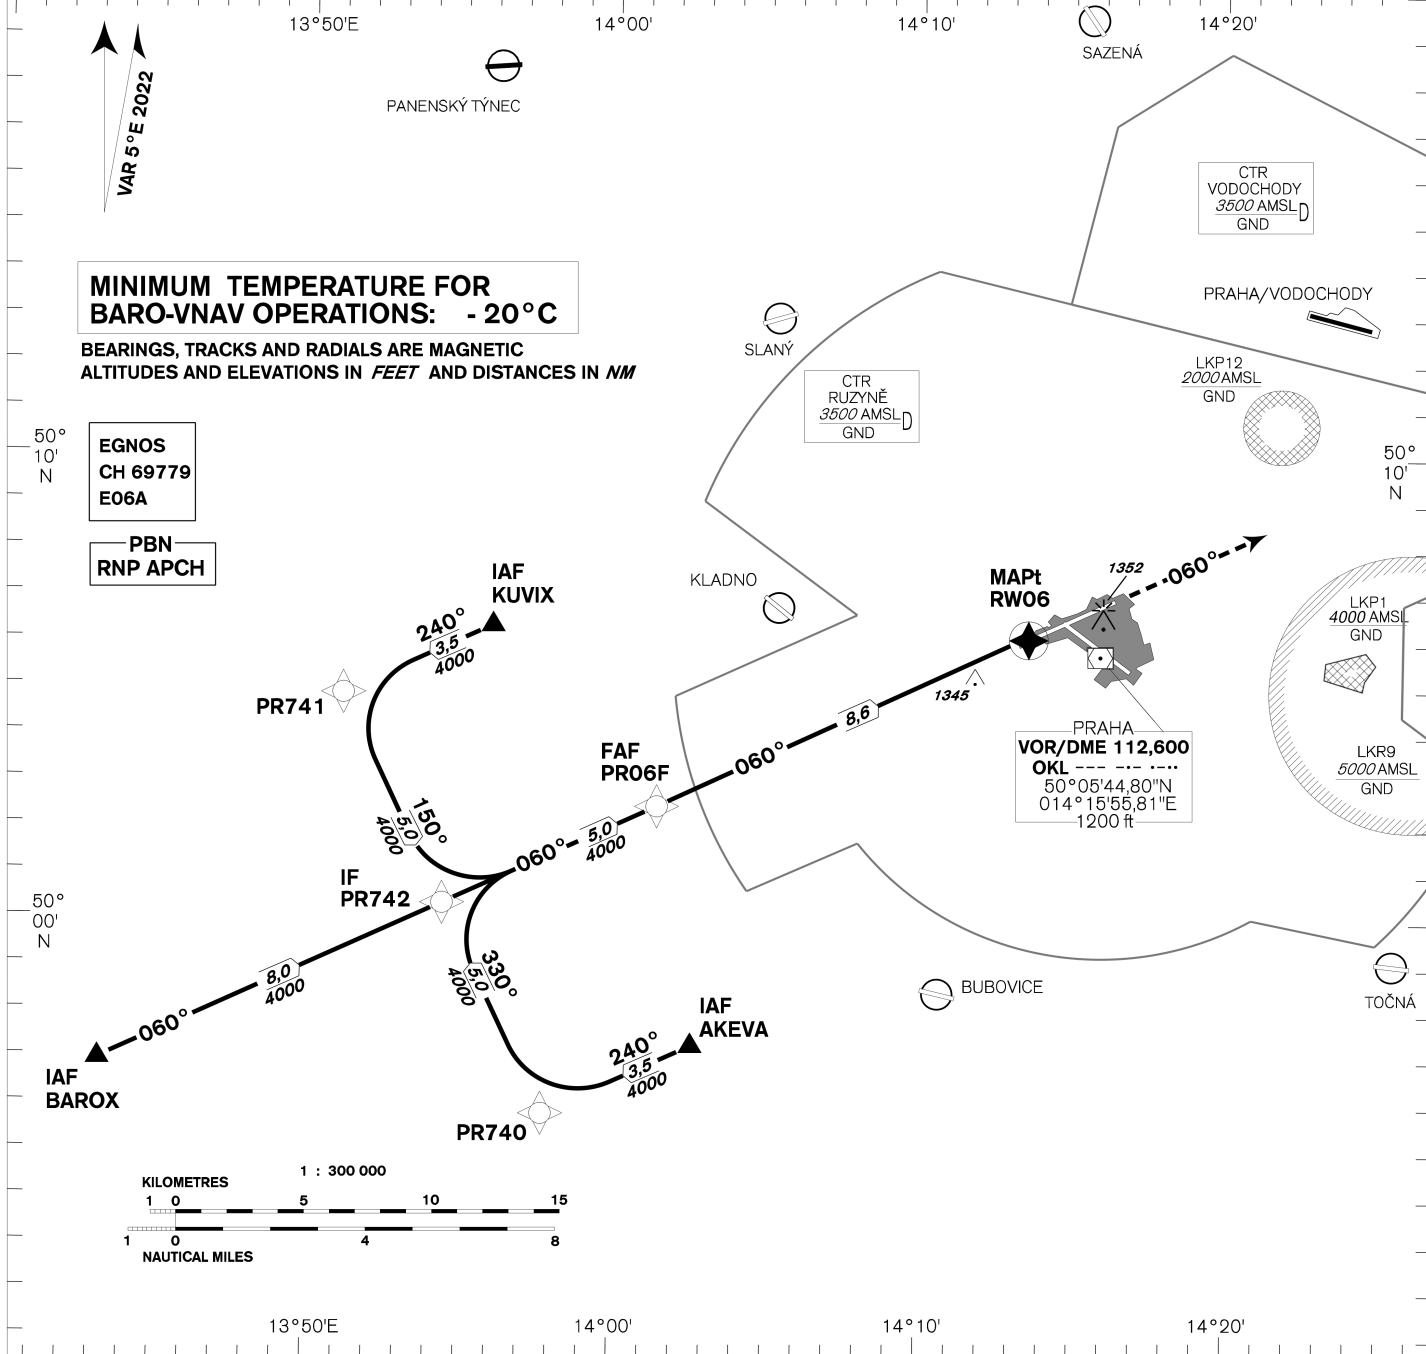 13°50'E
14°00'
14°10'
14°20'
VAR 5°E 2022
PANENSKÝ TÝNEC
SAZENÁ
CTR
VODOCHODY
3500 AMSL D
GND
MINIMUM TEMPERATURE FOR
BARO-VNAV OPERATIONS: - 20°C
BEARINGS, TRACKS AND RADIALS ARE MAGNETIC
ALTITUDES AND ELEVATIONS IN FEET AND DISTANCES IN NM
PRAHA/VODOCHODY
SLANÝ
CTR
RUZYNĚ
3500 AMSL D
GND
LKP12
2000 AMSL
GND
50°
10'
N
EGNOS
CH 69779
E06A
50°
10'
N
PBN
RNP APCH
IAF
KUVIX
240°
3,5
4000
PR741
KLADNO
MAPt
RW06
1352
060°
LKP1
4000 AMSL
GND
1345
8,6
PRAHA
VOR/DME 112,600
OKL --- -·- ·-··
50°05'44,80"N
014°15'55,81"E
1200 ft
LKR9
5000 AMSL
GND
FAF
PR06F
060°
150°
5,0
4000
060°
5,0
4000
IF
PR742
50°
00'
N
330°
5,0
4000
8,0
4000
060°
IAF
BAROX
BUBOVICE
TOČNÁ
IAF
AKEVA
240°
3,5
4000
PR740
1 : 300 000
KILOMETRES
1 0 5 10 15
1 0 4 8
NAUTICAL MILES
13°50'E
14°00'
14°10'
14°20'